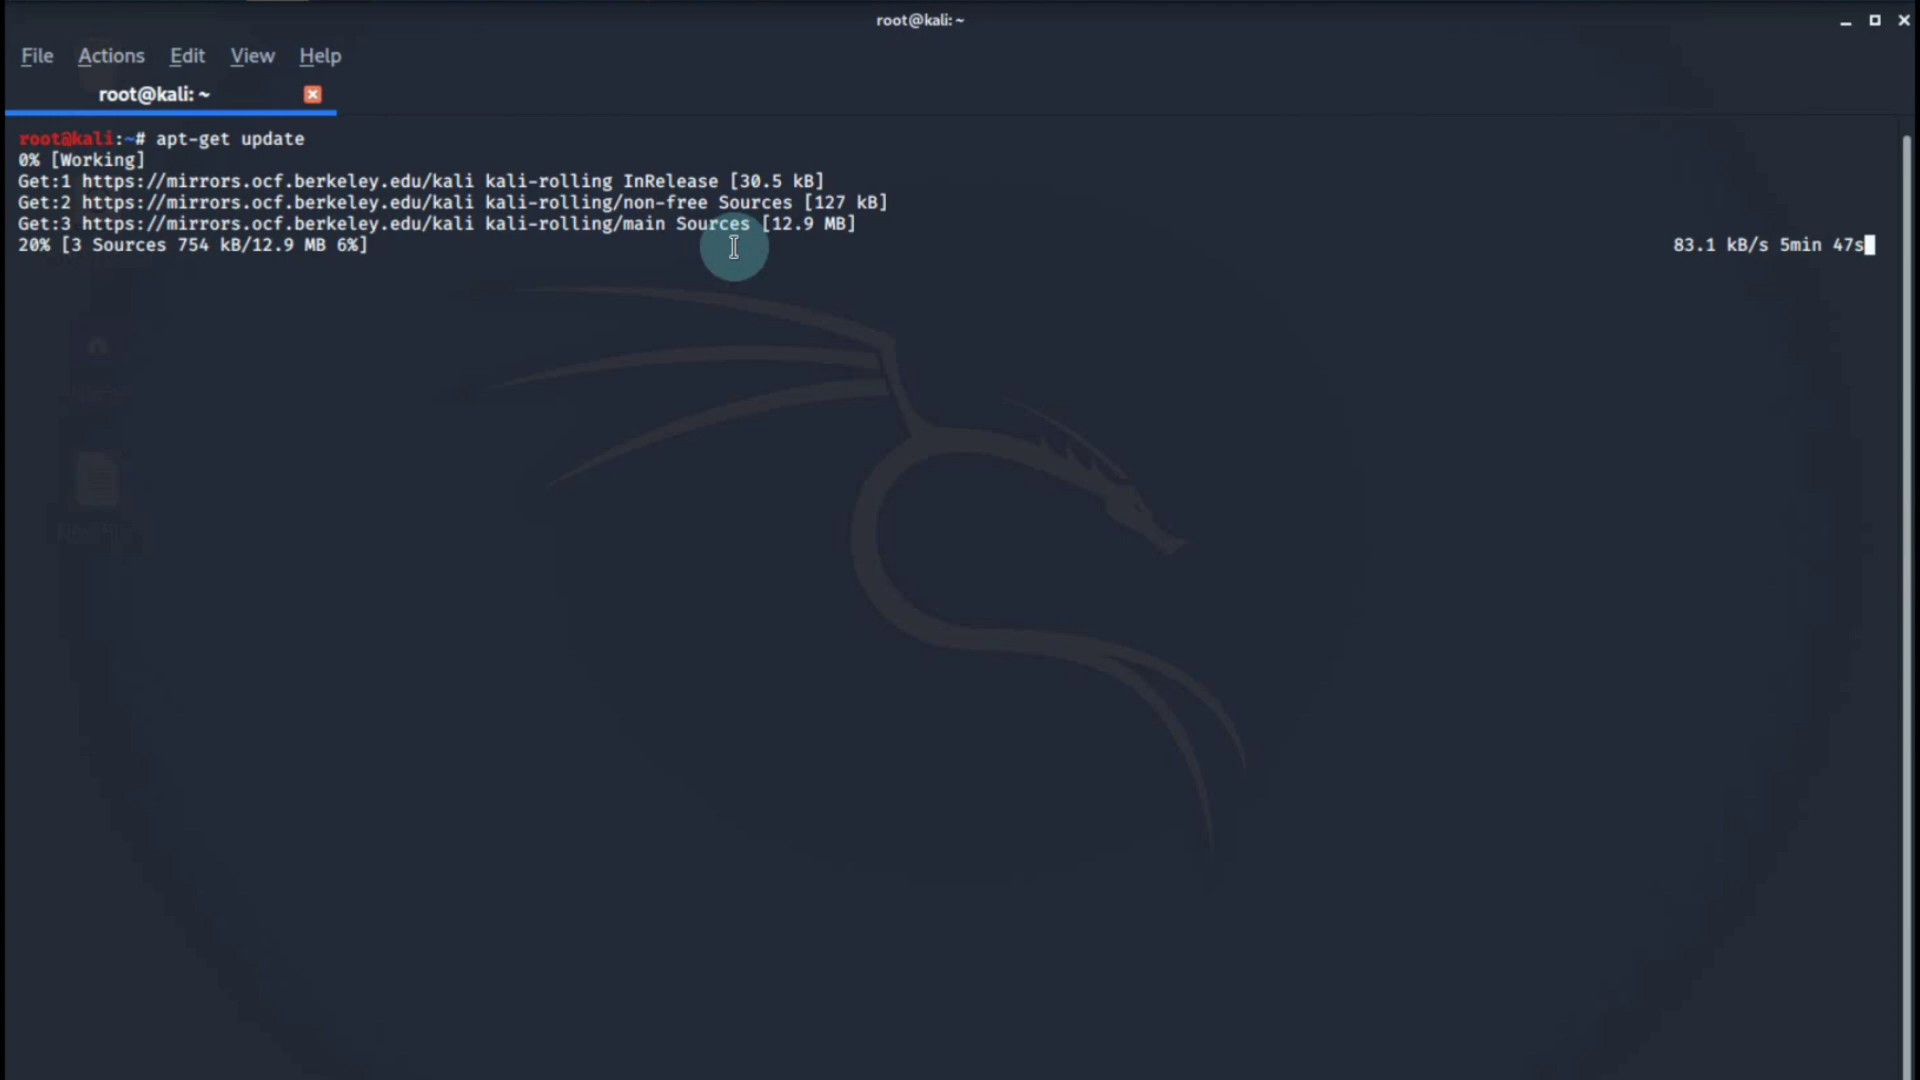 root@kali: ~
File Actions Edit View Help
root@kali: ~
root@kali:~# apt-get update
0% [Working]
Get:1 https://mirrors.ocf.berkeley.edu/kali kali-rolling InRelease [30.5 kB]
Get:2 https://mirrors.ocf.berkeley.edu/kali kali-rolling/non-free Sources [127 kB]
Get:3 https://mirrors.ocf.berkeley.edu/kali kali-rolling/main Sources [12.9 MB]
20% [3 Sources 754 kB/12.9 MB 6%] 83.1 kB/s 5min 47s